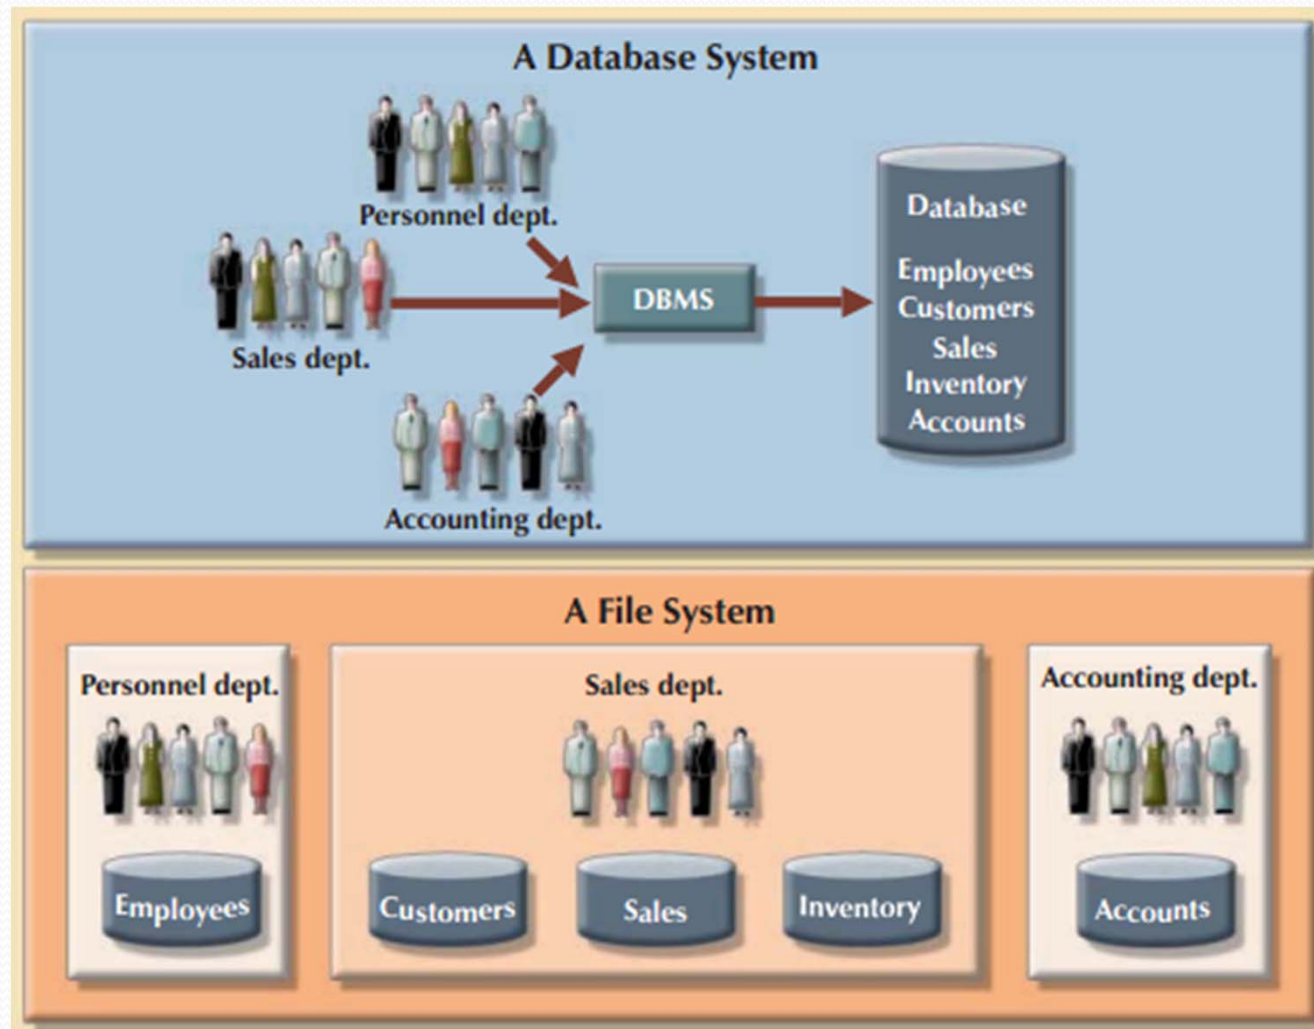 A Database System
Personnel dept.
Sales dept.
Accounting dept.
DBMS
Database
Employees
Customers
Sales
Inventory
Accounts
A File System
Personnel dept.
Employees
Sales dept.
Customers
Sales
Inventory
Accounting dept.
Accounts